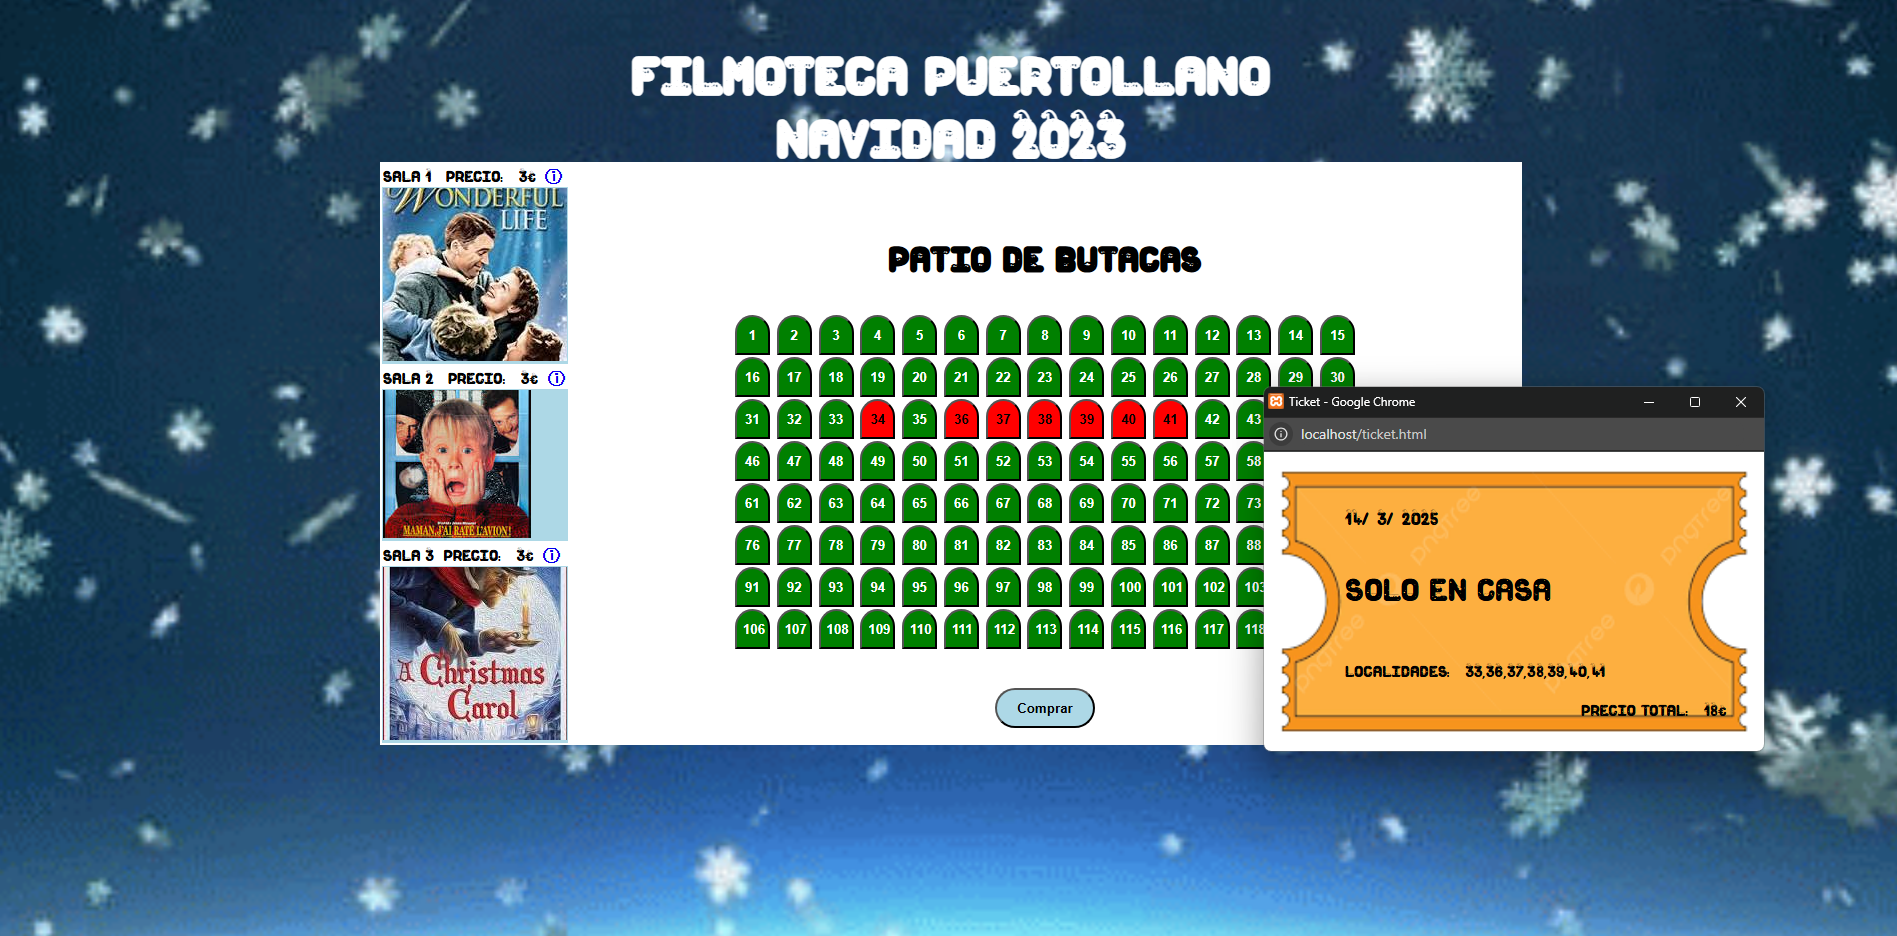 FILMOTECA PUERTOLLANO
NAVIDAD 2023
SALA 1 PRECIO: 3€
WONDERFUL
LIFE
SALA 2 PRECIO: 3€
MAMAN, J'AI RATÉ L'AVION!
SALA 3 PRECIO: 3€
A Christmas
Carol
PATIO DE BUTACAS
1 2 3 4 5 6 7 8 9 10 11 12 13 14 15
16 17 18 19 20 21 22 23 24 25 26 27 28 29 30
31 32 33 34 35 36 37 38 39 40 41 42 43
46 47 48 49 50 51 52 53 54 55 56 57 58
61 62 63 64 65 66 67 68 69 70 71 72 73
76 77 78 79 80 81 82 83 84 85 86 87 88
91 92 93 94 95 96 97 98 99 100 101 102 103
106 107 108 109 110 111 112 113 114 115 116 117 118
Comprar
Ticket - Google Chrome
localhost/ticket.html
14/ 3/ 2025
SOLO EN CASA
LOCALIDADES: 33,36,37,38,39,40,41
PRECIO TOTAL: 18€
pngtree
pngtree
pngtree
pngtree